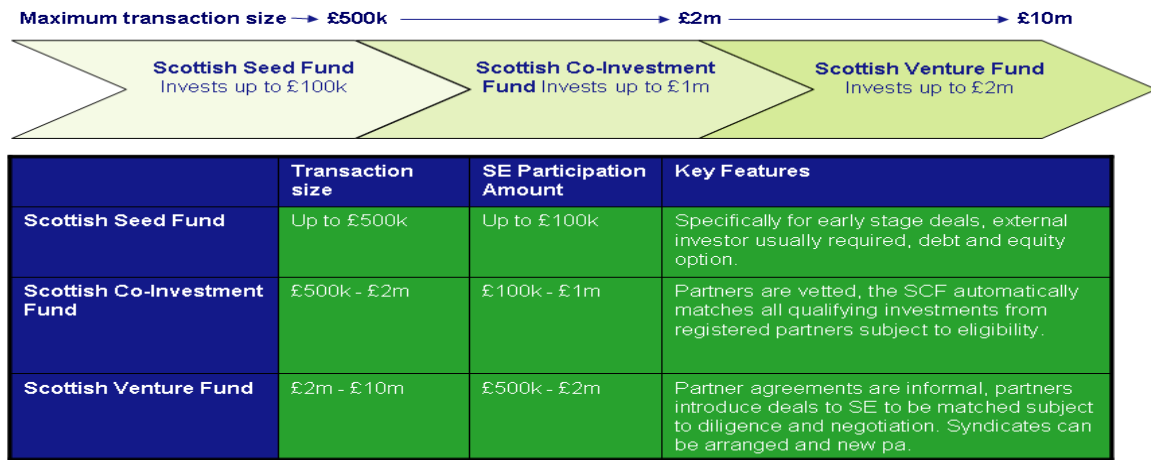 Maximum transaction size £500k £2m £10m
Scottish Seed Fund
Invests up to £100k
Scottish Co-Investment
Fund Invests up to £1m
Scottish Venture Fund
Invests up to £2m
Transaction
size
SE Participation
Amount
Key Features
Scottish Seed Fund
Up to £500k
Up to £100k
Specifically for early stage deals, external
investor usually required, debt and equity
option.
Scottish Co-Investment
Fund
£500k - £2m
£100k - £1m
Partners are vetted, the SCF automatically
matches all qualifying investments from
registered partners subject to eligibility.
Scottish Venture Fund
£2m - £10m
£500k - £2m
Partner agreements are informal, partners
introduce deals to SE to be matched subject
to diligence and negotiation. Syndicates can
be arranged and new pa.